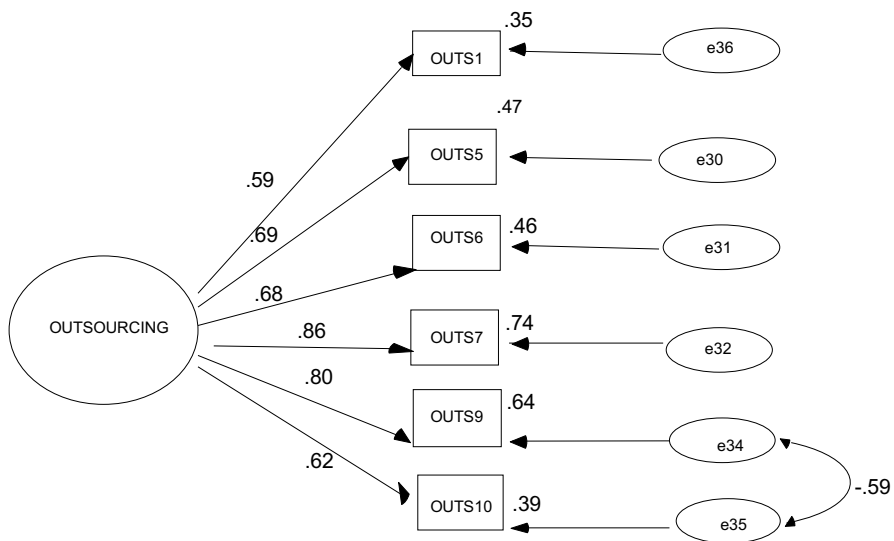 .35
e36
OUTS1
.47
OUTS5
e30
.59
.69
OUTS6
.46
e31
.68
OUTSOURCING
.86
OUTS7
.74
e32
.80
OUTS9
.64
e34
.62
-.59
OUTS10
.39
e35